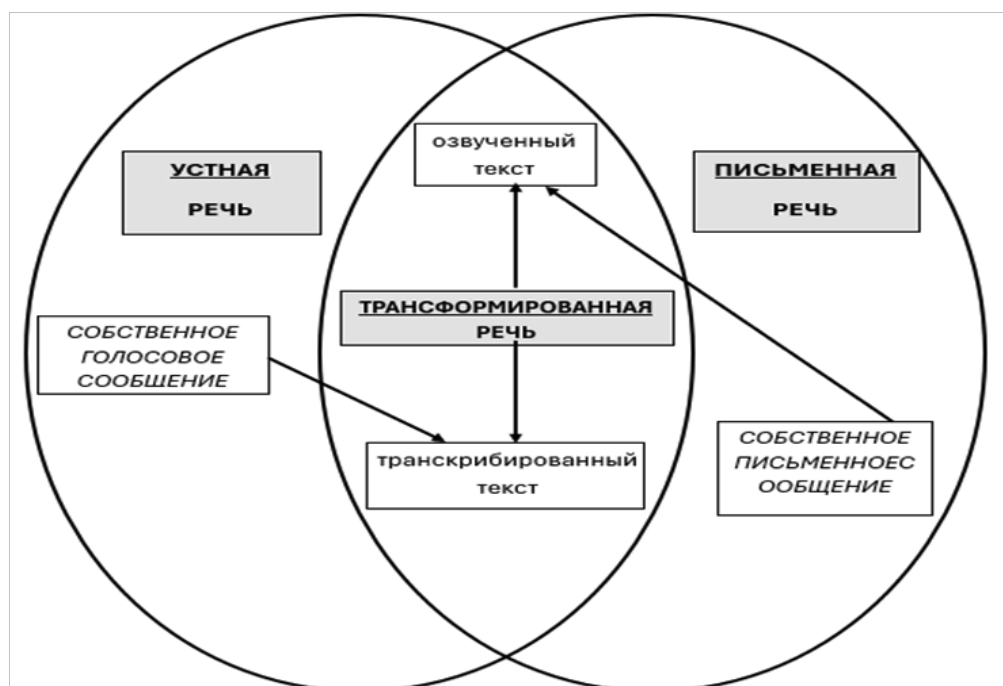 озвученный
текст
УСТНАЯ
РЕЧЬ
ПИСЬМЕННАЯ
РЕЧЬ
ТРАНСФОРМИРОВАННАЯ
РЕЧЬ
СОБСТВЕННОЕ
ГОЛОСОВОЕ
СООБЩЕНИЕ
транскрибированный
текст
СОБСТВЕННОЕ
ПИСЬМЕННОЕС
ООБЩЕНИЕ